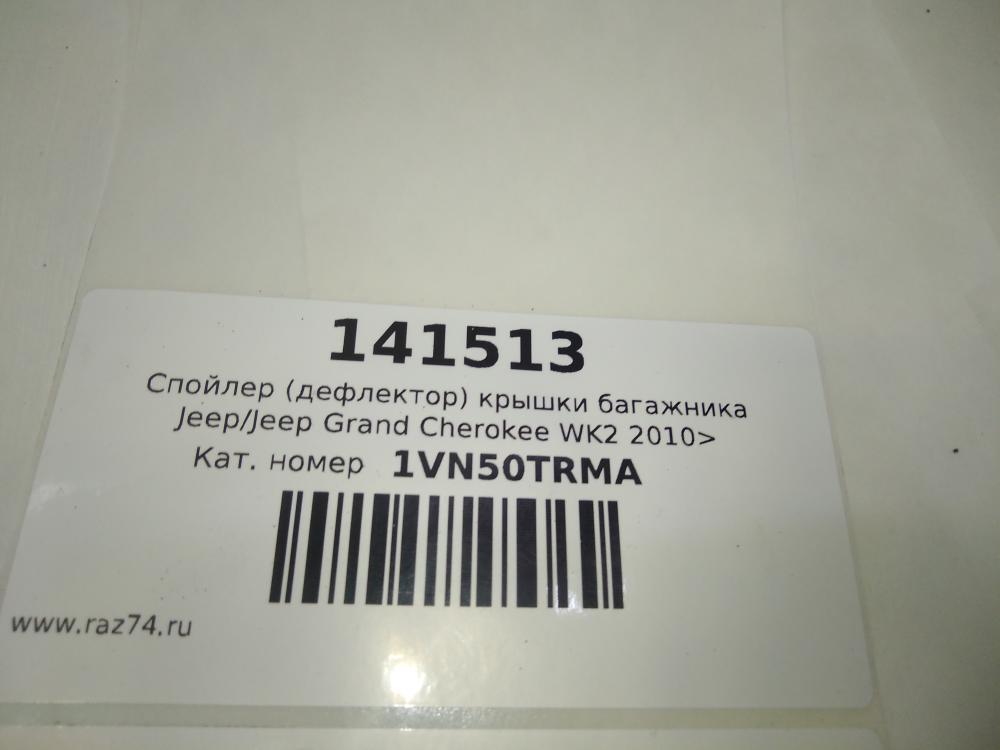 141513
Спойлер (дефлектор) крышки багажника
Jeep/Jeep Grand Cherokee WK2 2010>
Кат. номер 1VN50TRMA
www.raz74.ru